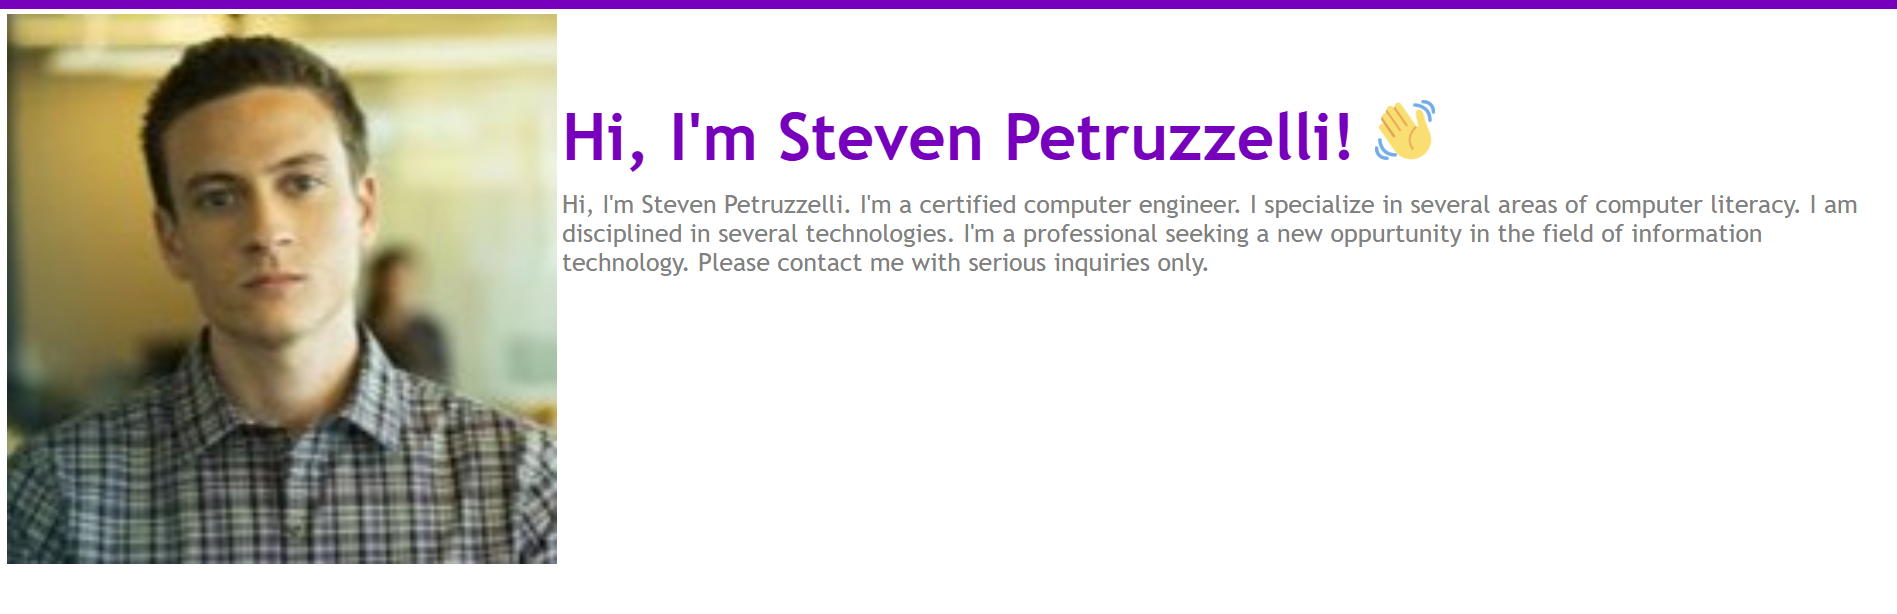 Hi, I'm Steven Petruzzelli! 👋
Hi, I'm Steven Petruzzelli. I'm a certified computer engineer. I specialize in several areas of computer literacy. I am
disciplined in several technologies. I'm a professional seeking a new oppurtunity in the field of information
technology. Please contact me with serious inquiries only.